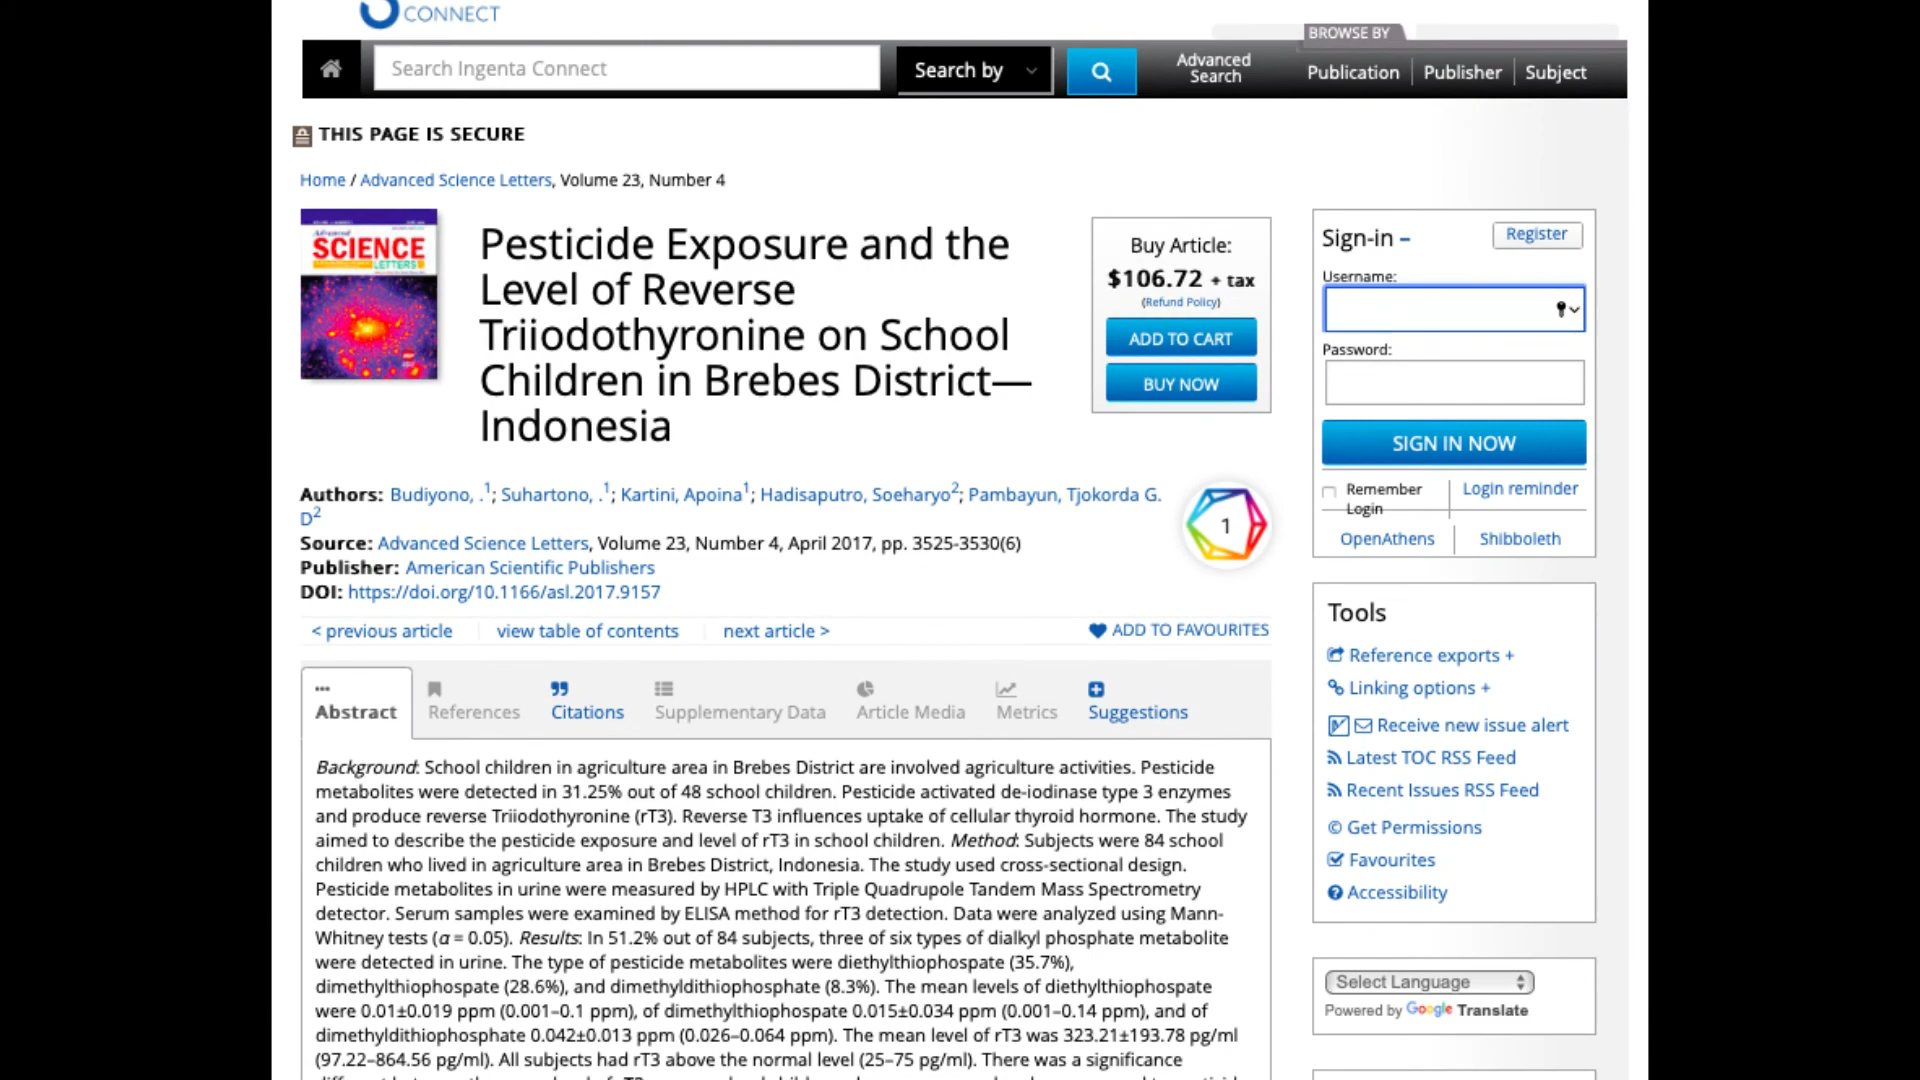 CONNECT
BROWSE BY
Search Ingenta Connect
Search by
Advanced
Search
Publication
Publisher
Subject
THIS PAGE IS SECURE
Home / Advanced Science Letters, Volume 23, Number 4
Advanced
SCIENCE
LETTERS
Pesticide Exposure and the
Level of Reverse
Triiodothyronine on School
Children in Brebes District—
Indonesia
Buy Article:
$106.72 + tax
(Refund Policy)
ADD TO CART
BUY NOW
Authors: Budiyono, .1; Suhartono, .1; Kartini, Apoina1; Hadisaputro, Soeharyo2; Pambayun, Tjokorda G.
D2
Source: Advanced Science Letters, Volume 23, Number 4, April 2017, pp. 3525-3530(6)
Publisher: American Scientific Publishers
DOI: https://doi.org/10.1166/asl.2017.9157
1
< previous article
view table of contents
next article >
ADD TO FAVOURITES
Abstract
References
Citations
Supplementary Data
Article Media
Metrics
Suggestions
Background: School children in agriculture area in Brebes District are involved agriculture activities. Pesticide
metabolites were detected in 31.25% out of 48 school children. Pesticide activated de-iodinase type 3 enzymes
and produce reverse Triiodothyronine (rT3). Reverse T3 influences uptake of cellular thyroid hormone. The study
aimed to describe the pesticide exposure and level of rT3 in school children. Method: Subjects were 84 school
children who lived in agriculture area in Brebes District, Indonesia. The study used cross-sectional design.
Pesticide metabolites in urine were measured by HPLC with Triple Quadrupole Tandem Mass Spectrometry
detector. Serum samples were examined by ELISA method for rT3 detection. Data were analyzed using Mann-
Whitney tests (α = 0.05). Results: In 51.2% out of 84 subjects, three of six types of dialkyl phosphate metabolite
were detected in urine. The type of pesticide metabolites were diethylthiophospate (35.7%),
dimethylthiophospate (28.6%), and dimethyldithiophosphate (8.3%). The mean levels of diethylthiophospate
were 0.01±0.019 ppm (0.001–0.1 ppm), of dimethylthiophospate 0.015±0.034 ppm (0.001–0.14 ppm), and of
dimethyldithiophosphate 0.042±0.013 ppm (0.026–0.064 ppm). The mean level of rT3 was 323.21±193.78 pg/ml
(97.22–864.56 pg/ml). All subjects had rT3 above the normal level (25–75 pg/ml). There was a significance
Sign-in –
Register
Username:
Password:
SIGN IN NOW
Remember
Login
Login reminder
OpenAthens
Shibboleth
Tools
Reference exports +
Linking options +
Receive new issue alert
Latest TOC RSS Feed
Recent Issues RSS Feed
© Get Permissions
Favourites
Accessibility
Select Language
Powered by Google Translate